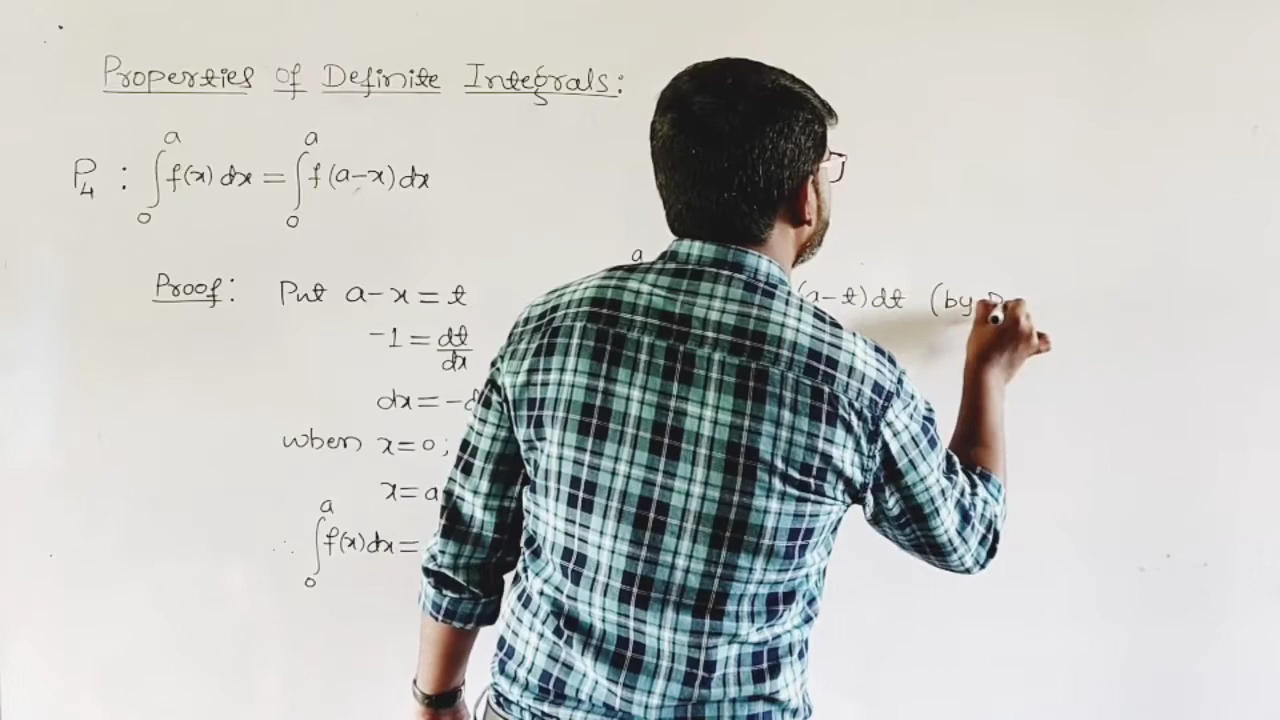 Properties of Definite Integrals:
P₄ : ∫₀ᵃ f(x) dx = ∫₀ᵃ f(a-x) dx
Proof: Put a-x = t
-1 = dt/dx
dx = -
when x=0;
x=a
∴ ∫₀ᵃ f(x)dx =
a
(a-t)dt (by